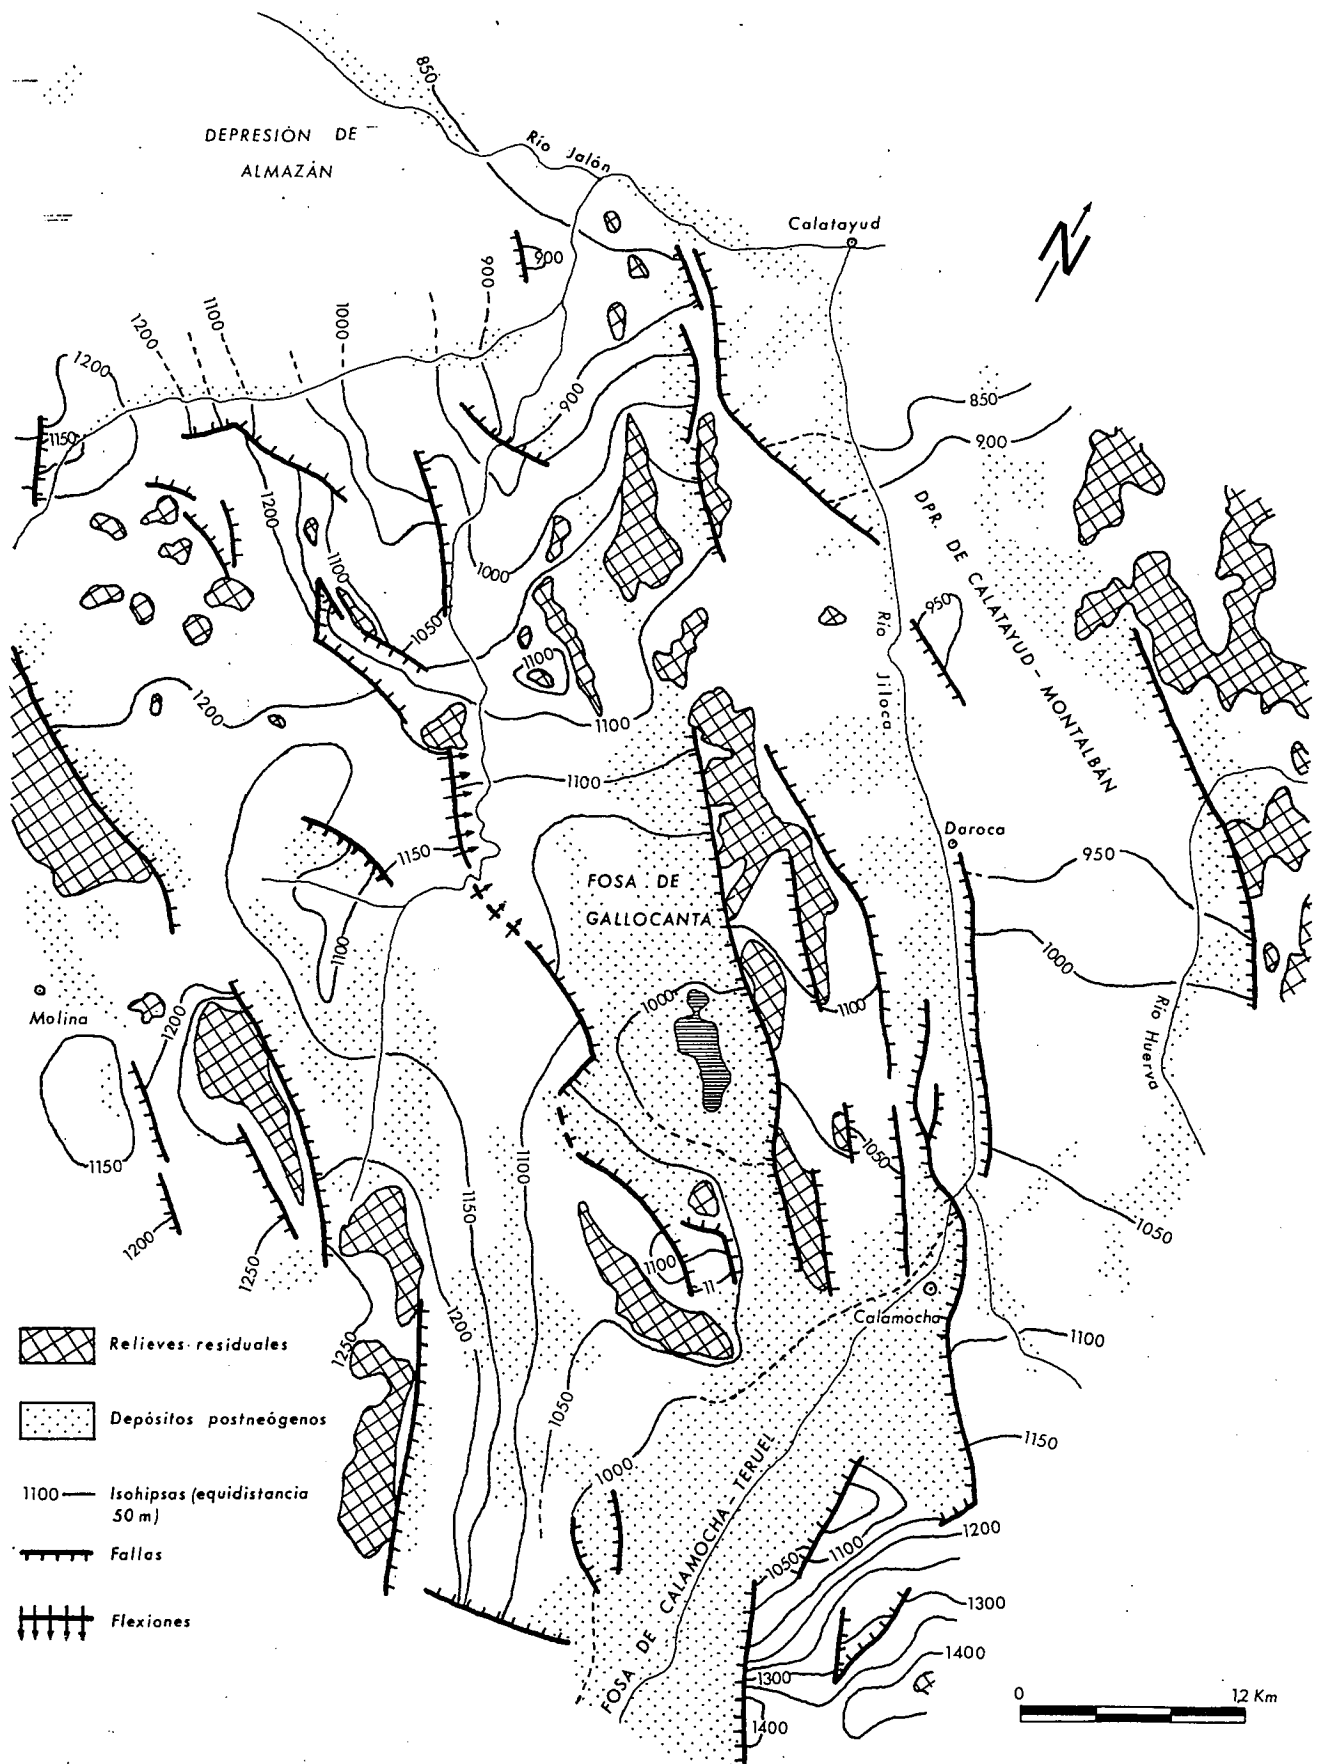 850
DEPRESIÓN DE
ALMAZÁN
Río Jalón
Calatayud
N
900
900
1200
1100
1000
1200
1150
900
850
900
1200
1100
1000
1050
1100
1200
1100
1100
950
DPR. DE CALATAYUD - MONTALBÁN
Río Jiloca
Daroca
950
1000
Río Huerva
1150
FOSA DE
GALLOCANTA
1100
1000
1100
Molina
1200
1150
1200
1250
1150
1100
1050
1050
1100
11
1200
1250
Calamocha
1100
1150
1050
1000
FOSA DE CALAMOCHA - TERUEL
1050
1100
1200
1300
1400
1300
1400
Relieves residuales
Depósitos postneógenos
1100 Isohipsas (equidistancia
50 m)
Fallas
Flexiones
0 12 Km